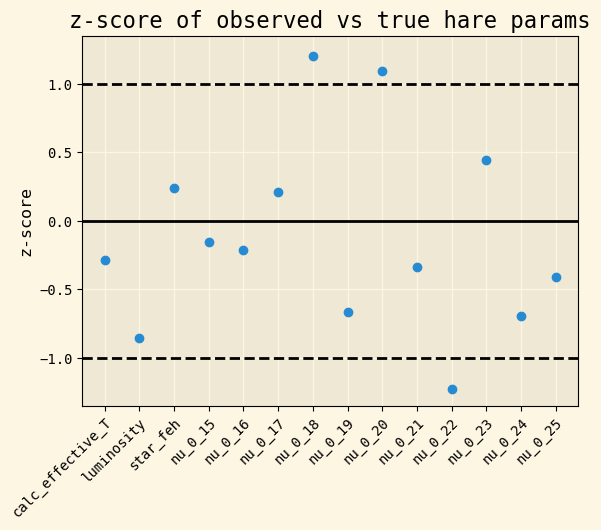 z-score of observed vs true hare params
z-score
1.0
0.5
0.0
−0.5
−1.0
calc_effective_T
luminosity
star_feh
nu_0_15
nu_0_16
nu_0_17
nu_0_18
nu_0_19
nu_0_20
nu_0_21
nu_0_22
nu_0_23
nu_0_24
nu_0_25